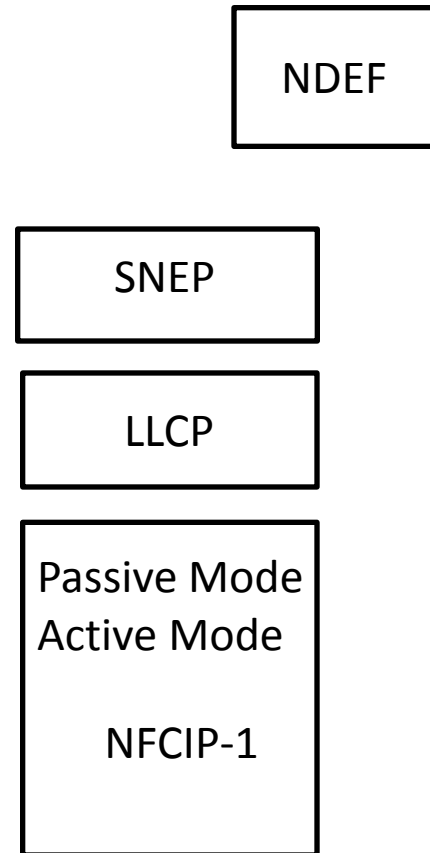 NDEF
SNEP
LLCP
Passive Mode
Active Mode
NFCIP-1